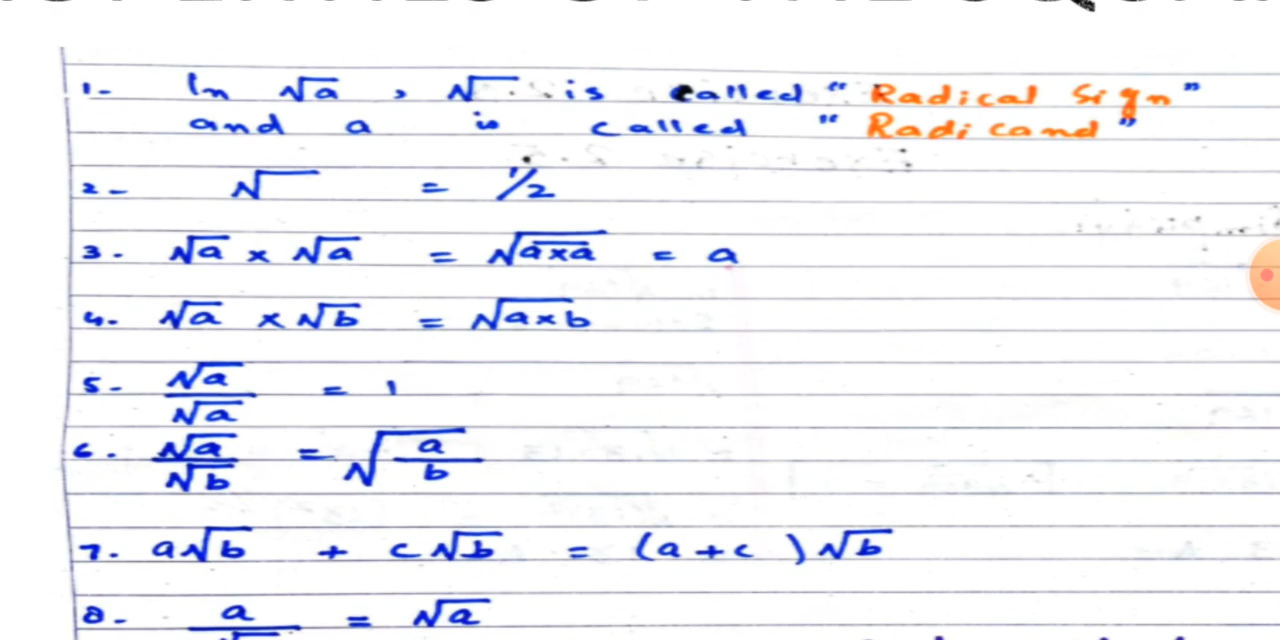 1- In √a , √ is called "Radical Sign"
and a is called "Radicand"
2- √ = 1/2
3. √a × √a = √a×a = a
4. √a × √b = √a×b
5- √a/√a = 1
6. √a/√b = √a/b
7. a√b + c√b = (a+c)√b
8- a/√ = √a